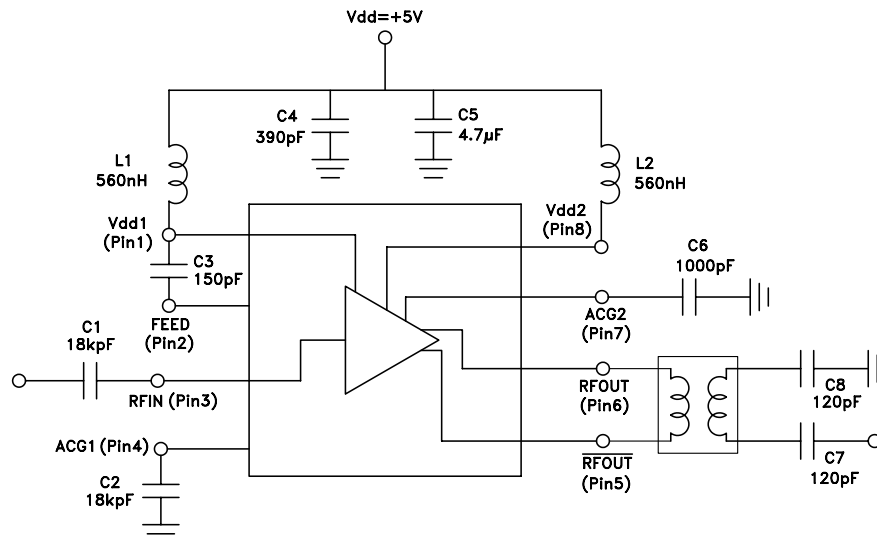 Vdd=+5V
C4
390pF
C5
4.7µF
L1
560nH
L2
560nH
Vdd1
(Pin1)
Vdd2
(Pin8)
C3
150pF
C6
1000pF
FEED
(Pin2)
ACG2
(Pin7)
C1
18kpF
RFIN (Pin3)
RFOUT
(Pin6)
C8
120pF
ACG1 (Pin4)
C2
18kpF
RFOUT
(Pin5)
C7
120pF